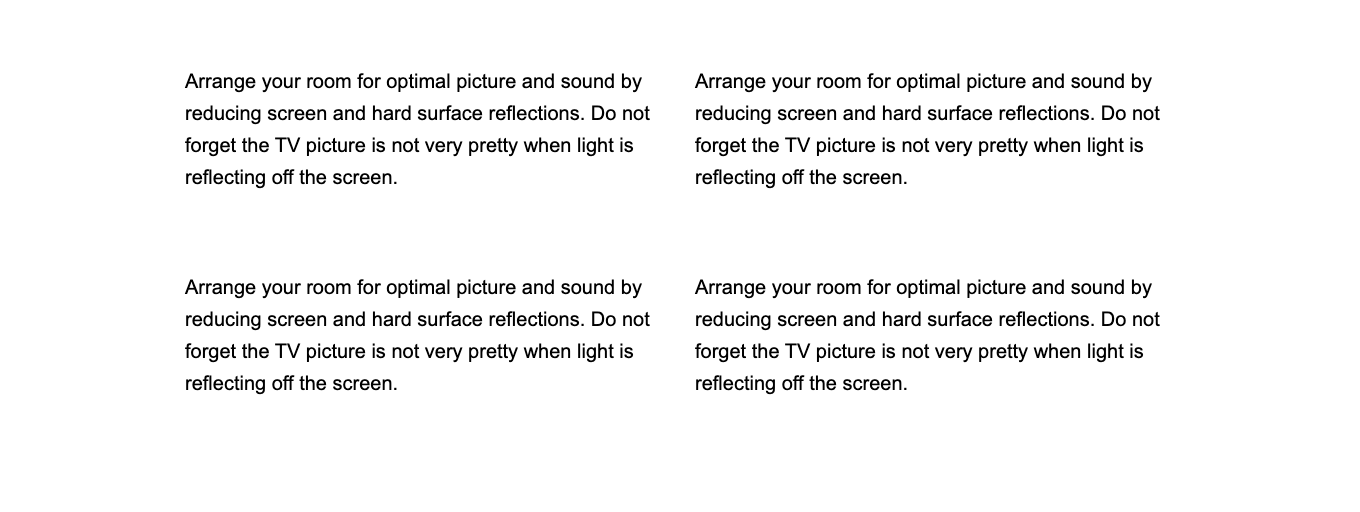 Arrange your room for optimal picture and sound by
reducing screen and hard surface reflections. Do not
forget the TV picture is not very pretty when light is
reflecting off the screen.
Arrange your room for optimal picture and sound by
reducing screen and hard surface reflections. Do not
forget the TV picture is not very pretty when light is
reflecting off the screen.
Arrange your room for optimal picture and sound by
reducing screen and hard surface reflections. Do not
forget the TV picture is not very pretty when light is
reflecting off the screen.
Arrange your room for optimal picture and sound by
reducing screen and hard surface reflections. Do not
forget the TV picture is not very pretty when light is
reflecting off the screen.